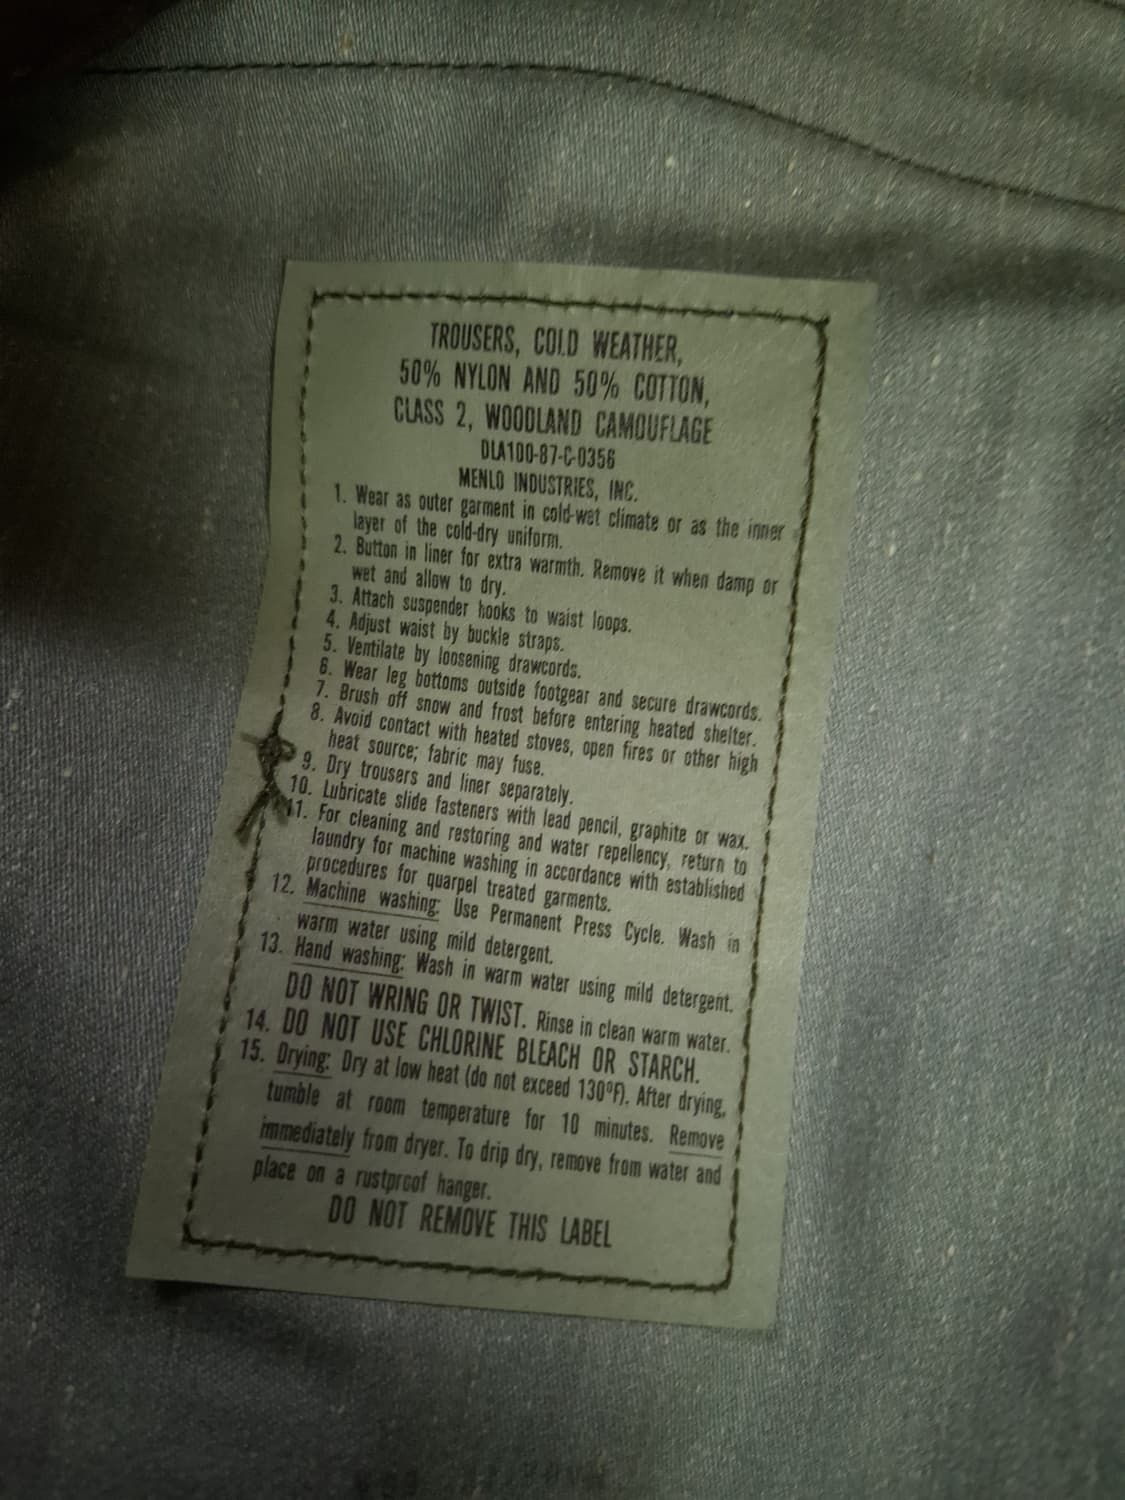 TROUSERS, COLD WEATHER,
50% NYLON AND 50% COTTON,
CLASS 2, WOODLAND CAMOUFLAGE
DLA100-87-C-0356
MENLO INDUSTRIES, INC.
1. Wear as outer garment in cold-wet climate or as the inner
layer of the cold-dry uniform.
2. Button in liner for extra warmth. Remove it when damp or
wet and allow to dry.
3. Attach suspender hooks to waist loops.
4. Adjust waist by buckle straps.
5. Ventilate by loosening drawcords.
6. Wear leg bottoms outside footgear and secure drawcords.
7. Brush off snow and frost before entering heated shelter.
8. Avoid contact with heated stoves, open fires or other high
heat source; fabric may fuse.
9. Dry trousers and liner separately.
10. Lubricate slide fasteners with lead pencil, graphite or wax.
11. For cleaning and restoring and water repellency, return to
laundry for machine washing in accordance with established
procedures for quarpel treated garments.
12. Machine washing: Use Permanent Press Cycle. Wash in
warm water using mild detergent.
13. Hand washing: Wash in warm water using mild detergent.
DO NOT WRING OR TWIST. Rinse in clean warm water.
14. DO NOT USE CHLORINE BLEACH OR STARCH.
15. Drying: Dry at low heat (do not exceed 130°F). After drying,
tumble at room temperature for 10 minutes. Remove
immediately from dryer. To drip dry, remove from water and
place on a rustproof hanger.
DO NOT REMOVE THIS LABEL